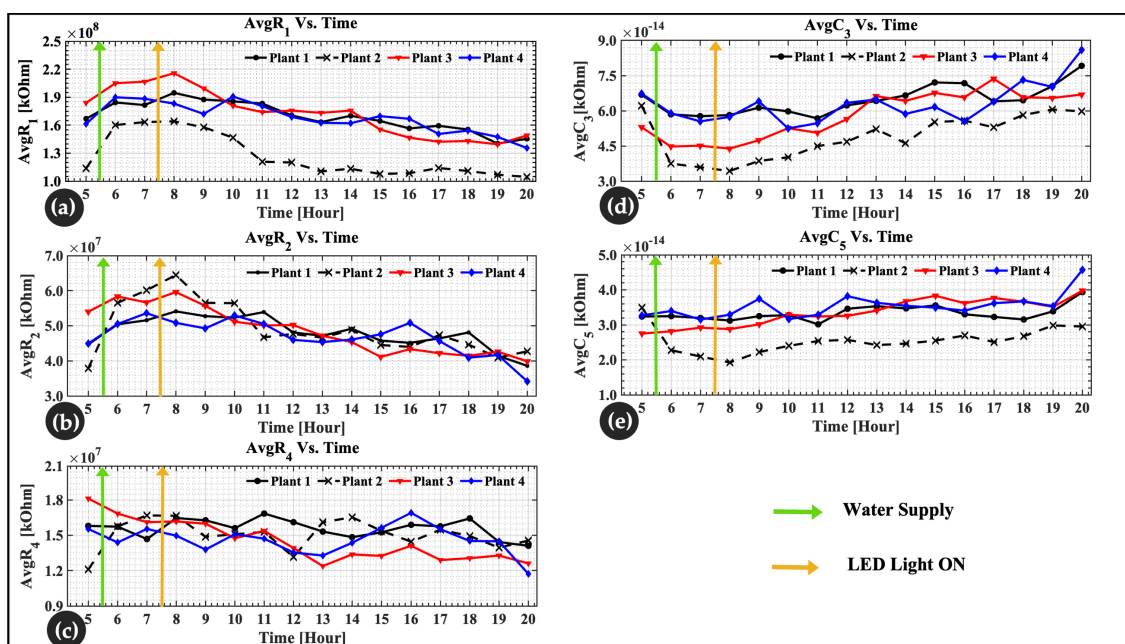 AvgR1 Vs. Time
×10^8
2.5
2.2
1.9
1.6
1.3
1.0
AvgR1 [kOhm]
Plant 1 Plant 2 Plant 3 Plant 4
5 6 7 8 9 10 11 12 13 14 15 16 17 18 19 20
Time [Hour]
(a)
AvgR2 Vs. Time
×10^7
7.0
6.0
5.0
4.0
3.0
AvgR2 [kOhm]
Plant 1 Plant 2 Plant 3 Plant 4
5 6 7 8 9 10 11 12 13 14 15 16 17 18 19 20
Time [Hour]
(b)
AvgR4 Vs. Time
×10^7
2.1
1.8
1.5
1.2
0.9
AvgR4 [kOhm]
Plant 1 Plant 2 Plant 3 Plant 4
5 6 7 8 9 10 11 12 13 14 15 16 17 18 19 20
Time [Hour]
(c)
AvgC3 Vs. Time
×10^-14
9.0
7.5
6.0
4.5
3.0
AvgC3 [kOhm]
Plant 1 Plant 2 Plant 3 Plant 4
5 6 7 8 9 10 11 12 13 14 15 16 17 18 19 20
Time [Hour]
(d)
AvgC5 Vs. Time
×10^-14
5.0
4.0
3.0
2.0
1.0
AvgC5 [kOhm]
Plant 1 Plant 2 Plant 3 Plant 4
5 6 7 8 9 10 11 12 13 14 15 16 17 18 19 20
Time [Hour]
(e)
Water Supply
LED Light ON